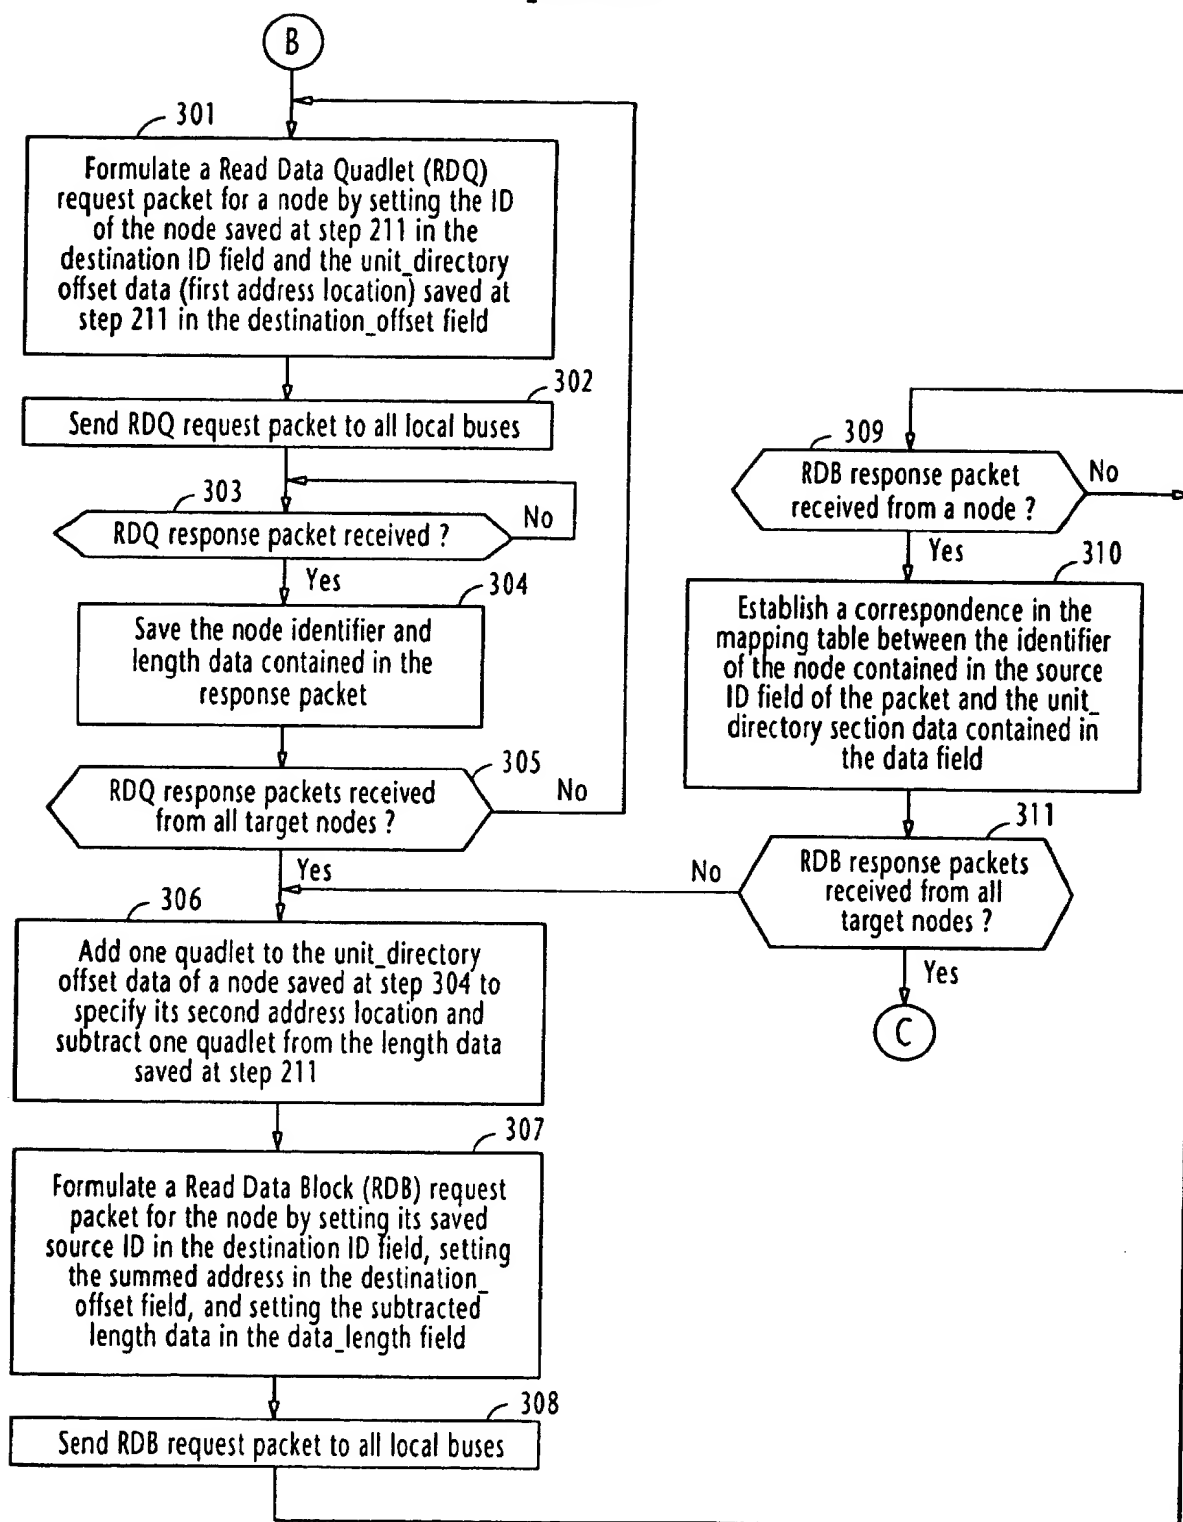 B
301
Formulate a Read Data Quadlet (RDQ)
request packet for a node by setting the ID
of the node saved at step 211 in the
destination ID field and the unit_directory
offset data (first address location) saved at
step 211 in the destination_offset field
302
Send RDQ request packet to all local buses
303
RDQ response packet received ?
No
Yes
304
Save the node identifier and
length data contained in the
response packet
305
RDQ response packets received
from all target nodes ?
No
Yes
306
Add one quadlet to the unit_directory
offset data of a node saved at step 304 to
specify its second address location and
subtract one quadlet from the length data
saved at step 211
307
Formulate a Read Data Block (RDB) request
packet for the node by setting its saved
source ID in the destination ID field, setting
the summed address in the destination_
offset field, and setting the subtracted
length data in the data_length field
308
Send RDB request packet to all local buses
309
RDB response packet
received from a node ?
No
Yes
310
Establish a correspondence in the
mapping table between the identifier
of the node contained in the source
ID field of the packet and the unit_
directory section data contained in
the data field
311
RDB response packets
received from all
target nodes ?
No
Yes
C